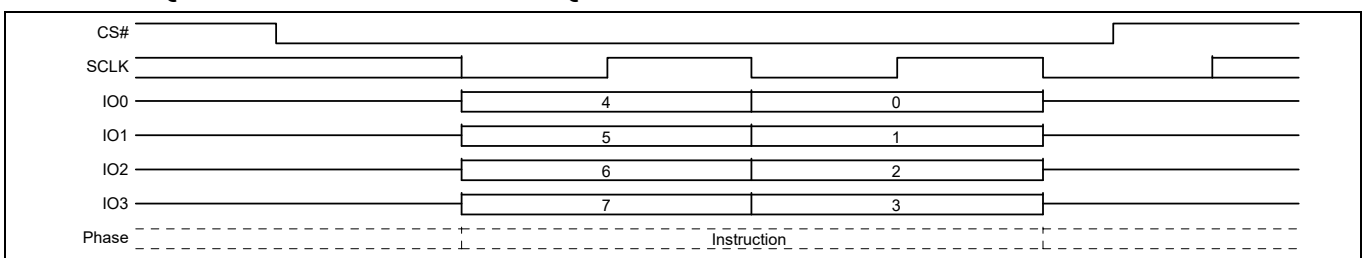 CS#
SCLK
IO0 4 0
IO1 5 1
IO2 6 2
IO3 7 3
Phase Instruction